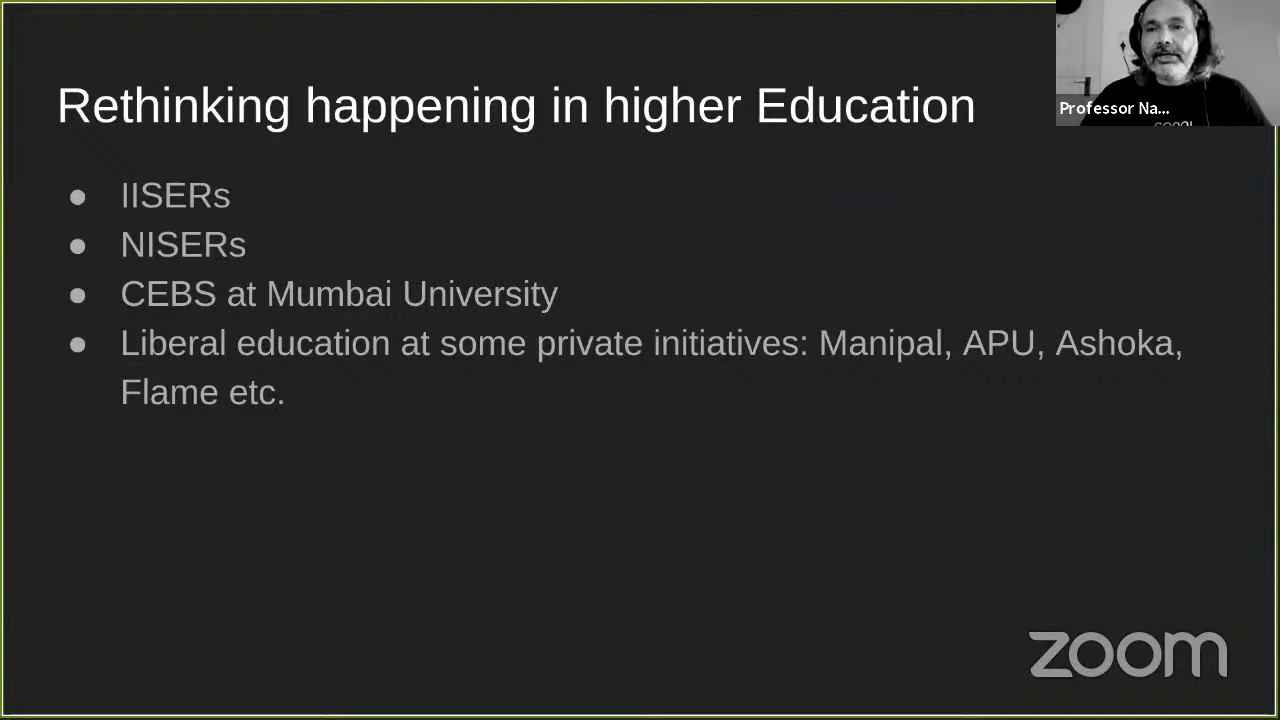 Rethinking happening in higher Education
Professor Na...
● IISERs
● NISERs
● CEBS at Mumbai University
● Liberal education at some private initiatives: Manipal, APU, Ashoka,
Flame etc.
zoom